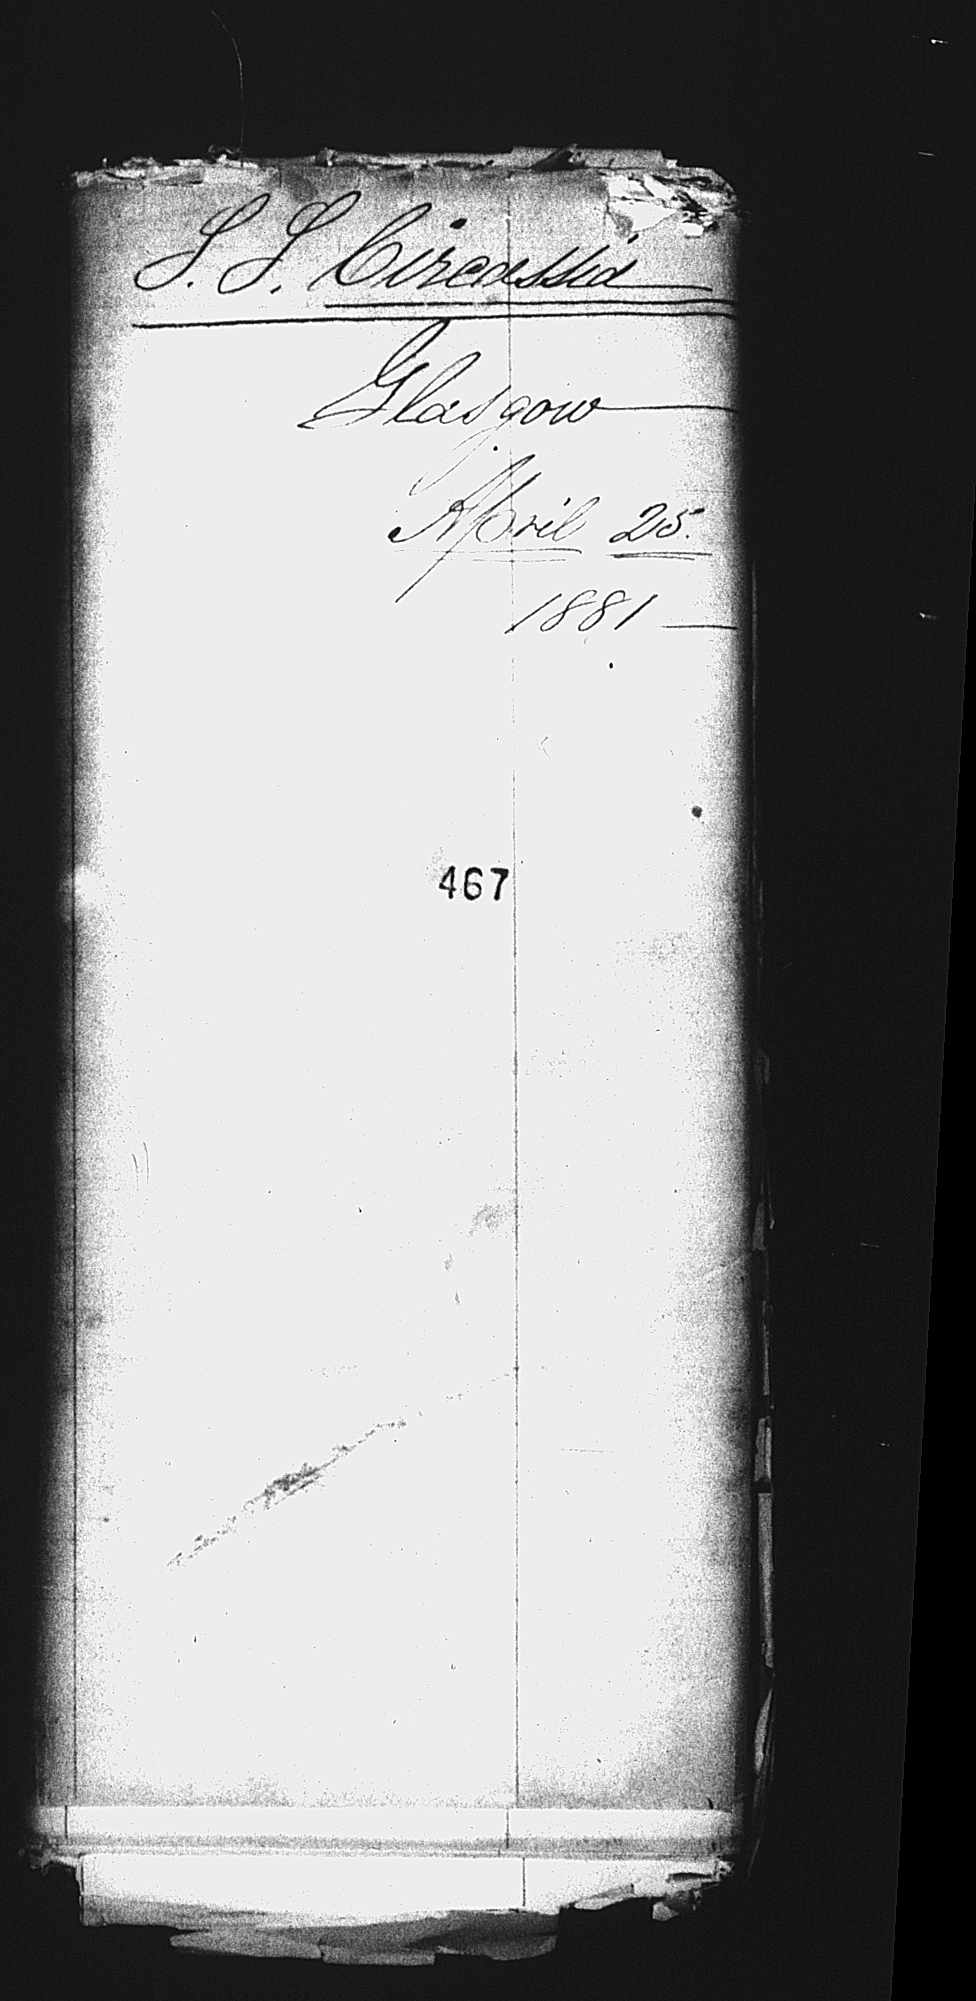 S. S. Circassia
Glasgow
April 25.
1881
467